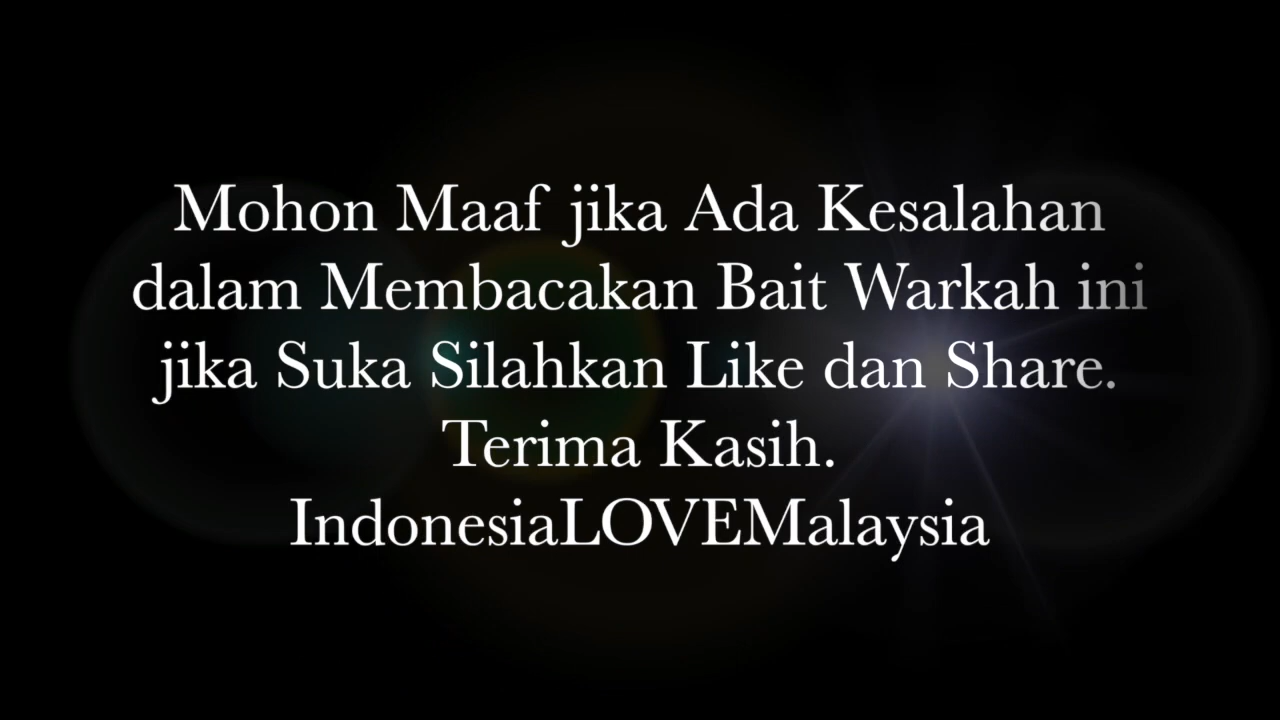 Mohon Maaf jika Ada Kesalahan
dalam Membacakan Bait Warkah ini
jika Suka Silahkan Like dan Share.
Terima Kasih.
IndonesiaLOVEMalaysia